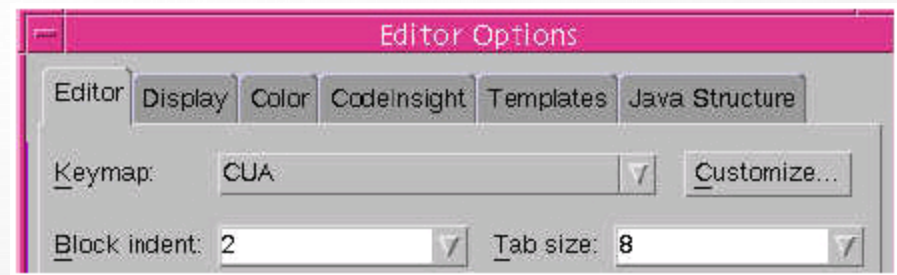 Editor Options
Editor Display Color CodeInsight Templates Java Structure
Keymap: CUA Customize...
Block indent: 2 Tab size: 8